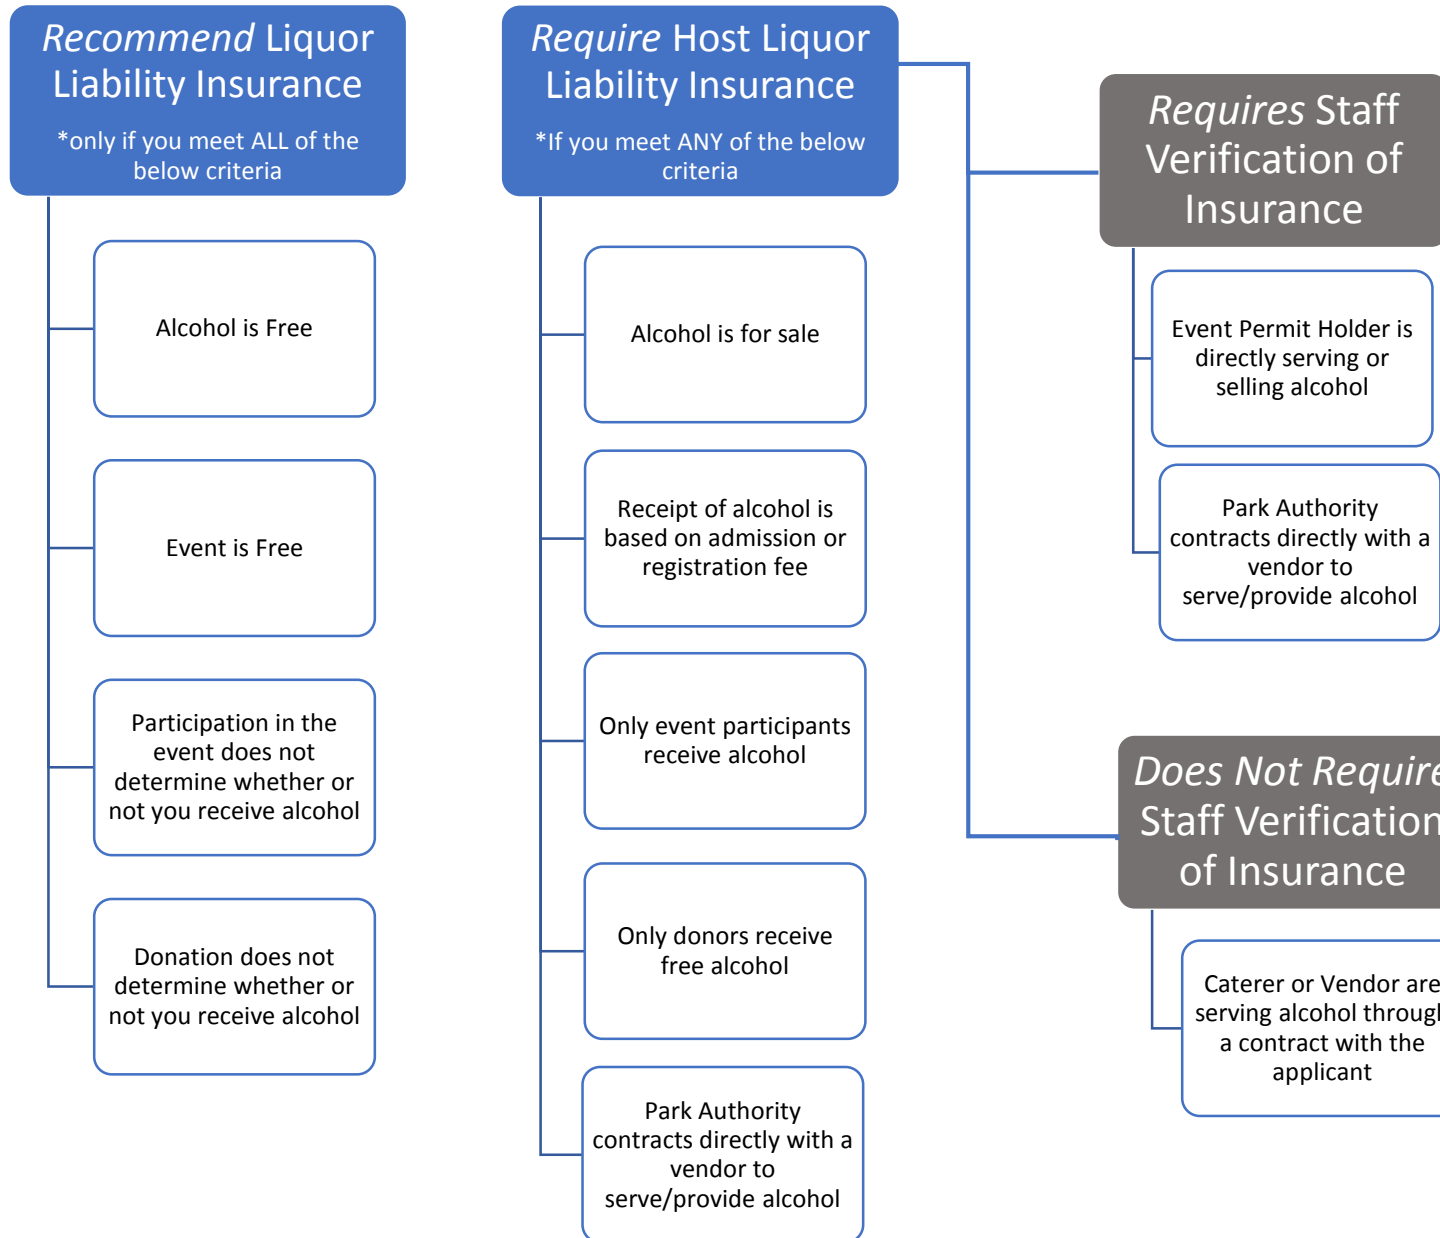 Recommend Liquor
Liability Insurance
*only if you meet ALL of the
below criteria
Alcohol is Free
Event is Free
Participation in the
event does not
determine whether or
not you receive alcohol
Donation does not
determine whether or
not you receive alcohol
Require Host Liquor
Liability Insurance
*If you meet ANY of the below
criteria
Alcohol is for sale
Receipt of alcohol is
based on admission or
registration fee
Only event participants
receive alcohol
Only donors receive
free alcohol
Park Authority
contracts directly with a
vendor to
serve/provide alcohol
Requires Staff
Verification of
Insurance
Event Permit Holder is
directly serving or
selling alcohol
Park Authority
contracts directly with a
vendor to
serve/provide alcohol
Does Not Require
Staff Verification
of Insurance
Caterer or Vendor are
serving alcohol through
a contract with the
applicant